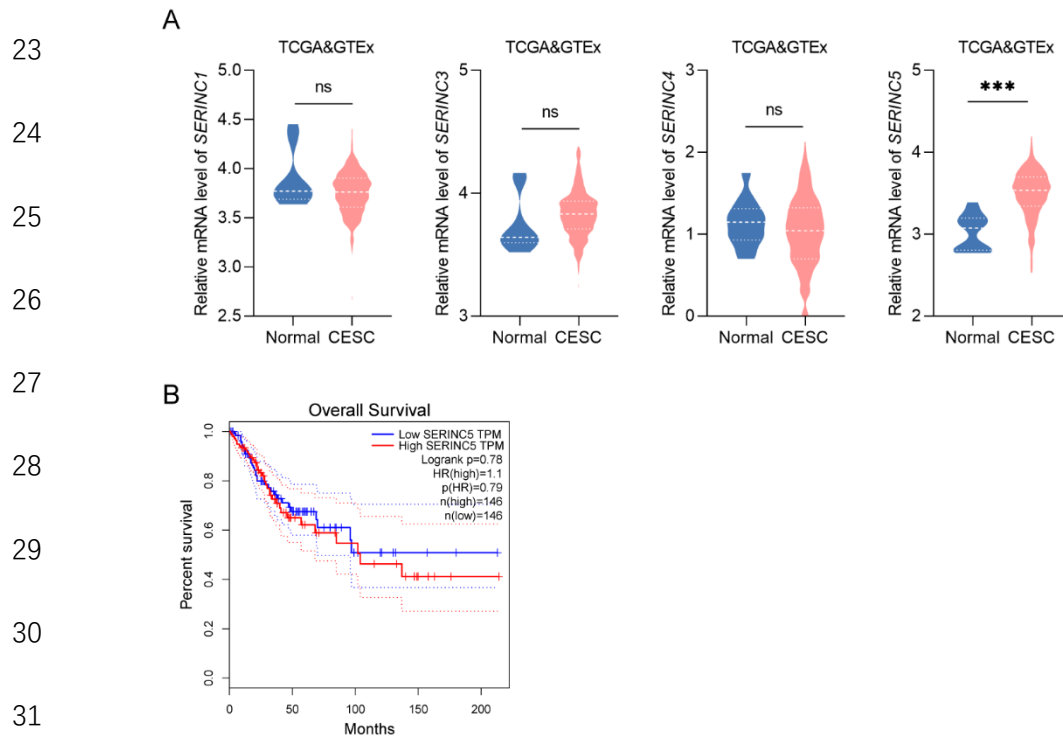 23
24
25
26
27
28
29
30
31
A
TCGA&GTEx
Relative mRNA level of SERINC1
5.0
4.5
4.0
3.5
3.0
2.5
ns
Normal CESC
TCGA&GTEx
Relative mRNA level of SERINC3
5
4
3
ns
Normal CESC
TCGA&GTEx
Relative mRNA level of SERINC4
3
2
1
0
ns
Normal CESC
TCGA&GTEx
Relative mRNA level of SERINC5
5
4
3
2
***
Normal CESC
B
Overall Survival
Low SERINC5 TPM
High SERINC5 TPM
Logrank p=0.78
HR(high)=1.1
p(HR)=0.79
n(high)=146
n(low)=146
Percent survival
1.0
0.8
0.6
0.4
0.2
0.0
0 50 100 150 200
Months